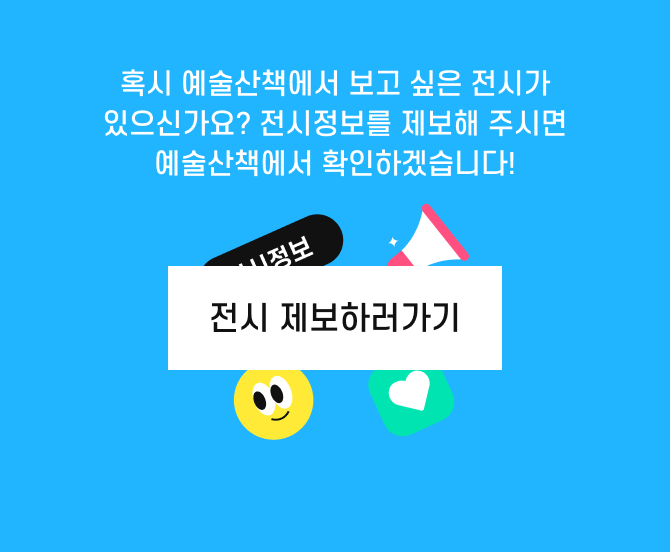 혹시 예술산책에서 보고 싶은 전시가
있으신가요? 전시정보를 제보해 주시면
예술산책에서 확인하겠습니다!
시정보
전시 제보하러가기